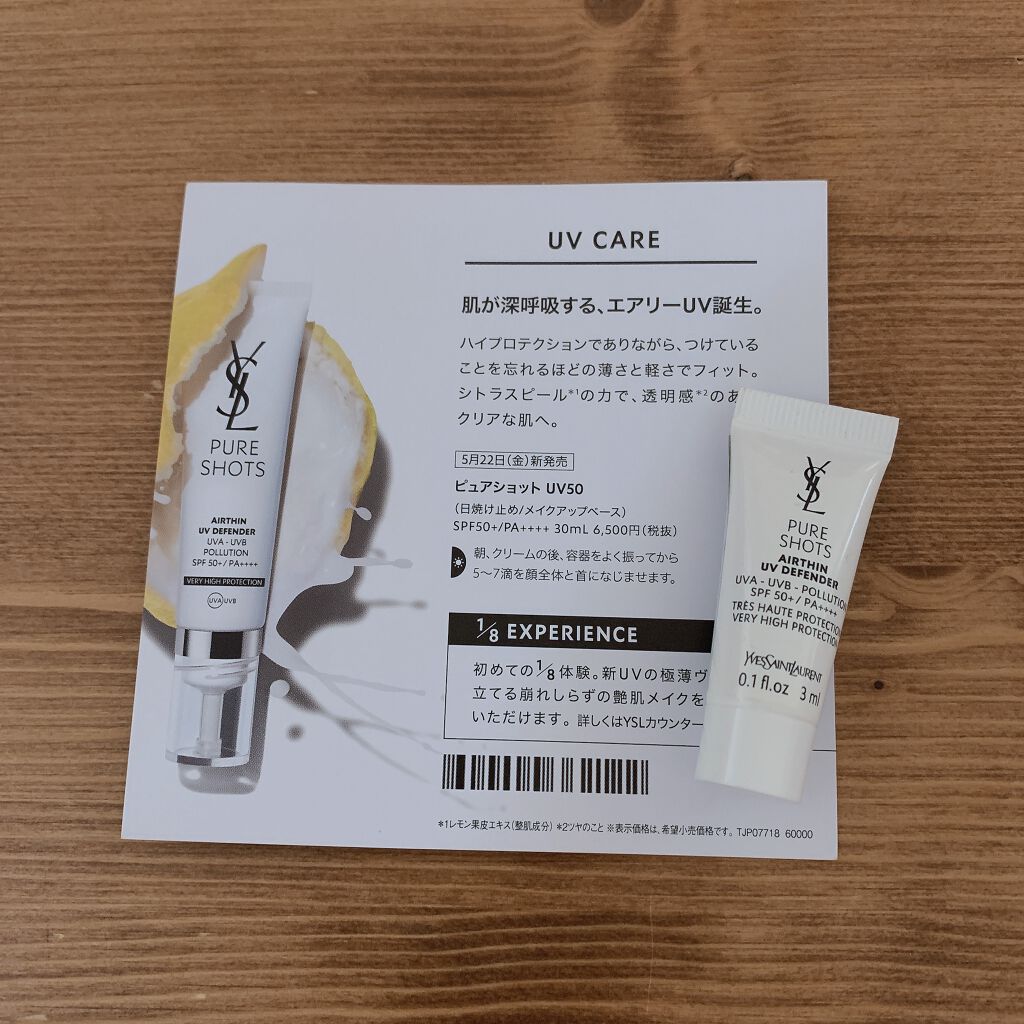 UV CARE
肌が深呼吸する、エアリーUV誕生。
ハイプロテクションでありながら、つけている
ことを忘れるほどの薄さと軽さでフィット。
シトラスピール*1の力で、透明感*2のあ
クリアな肌へ。
5月22日(金)新発売
ピュアショット UV50
(日焼け止め/メイクアップベース)
SPF50+/PA++++ 30mL 6,500円(税抜)
朝、クリームの後、容器をよく振ってから
5〜7滴を顔全体と首になじませます。
1/8 EXPERIENCE
初めての1/8体験。新UVの極薄ヴ
立てる崩れしらずの艶肌メイクを
いただけます。詳しくはYSLカウンター
*1レモン果皮エキス(整肌成分) *2ツヤのこと ※表示価格は、希望小売価格です。 TJP07718 60000
YSL
PURE
SHOTS
AIRTHIN
UV DEFENDER
UVA - UVB
POLLUTION
SPF 50+/ PA++++
VERY HIGH PROTECTION
UVA UVB
YSL
PURE
SHOTS
AIRTHIN
UV DEFENDER
UVA - UVB - POLLUTION
SPF 50+/ PA++++
TRÈS HAUTE PROTECTION
VERY HIGH PROTECTION
YVESSAINTLAURENT
0.1 fl.oz 3 ml